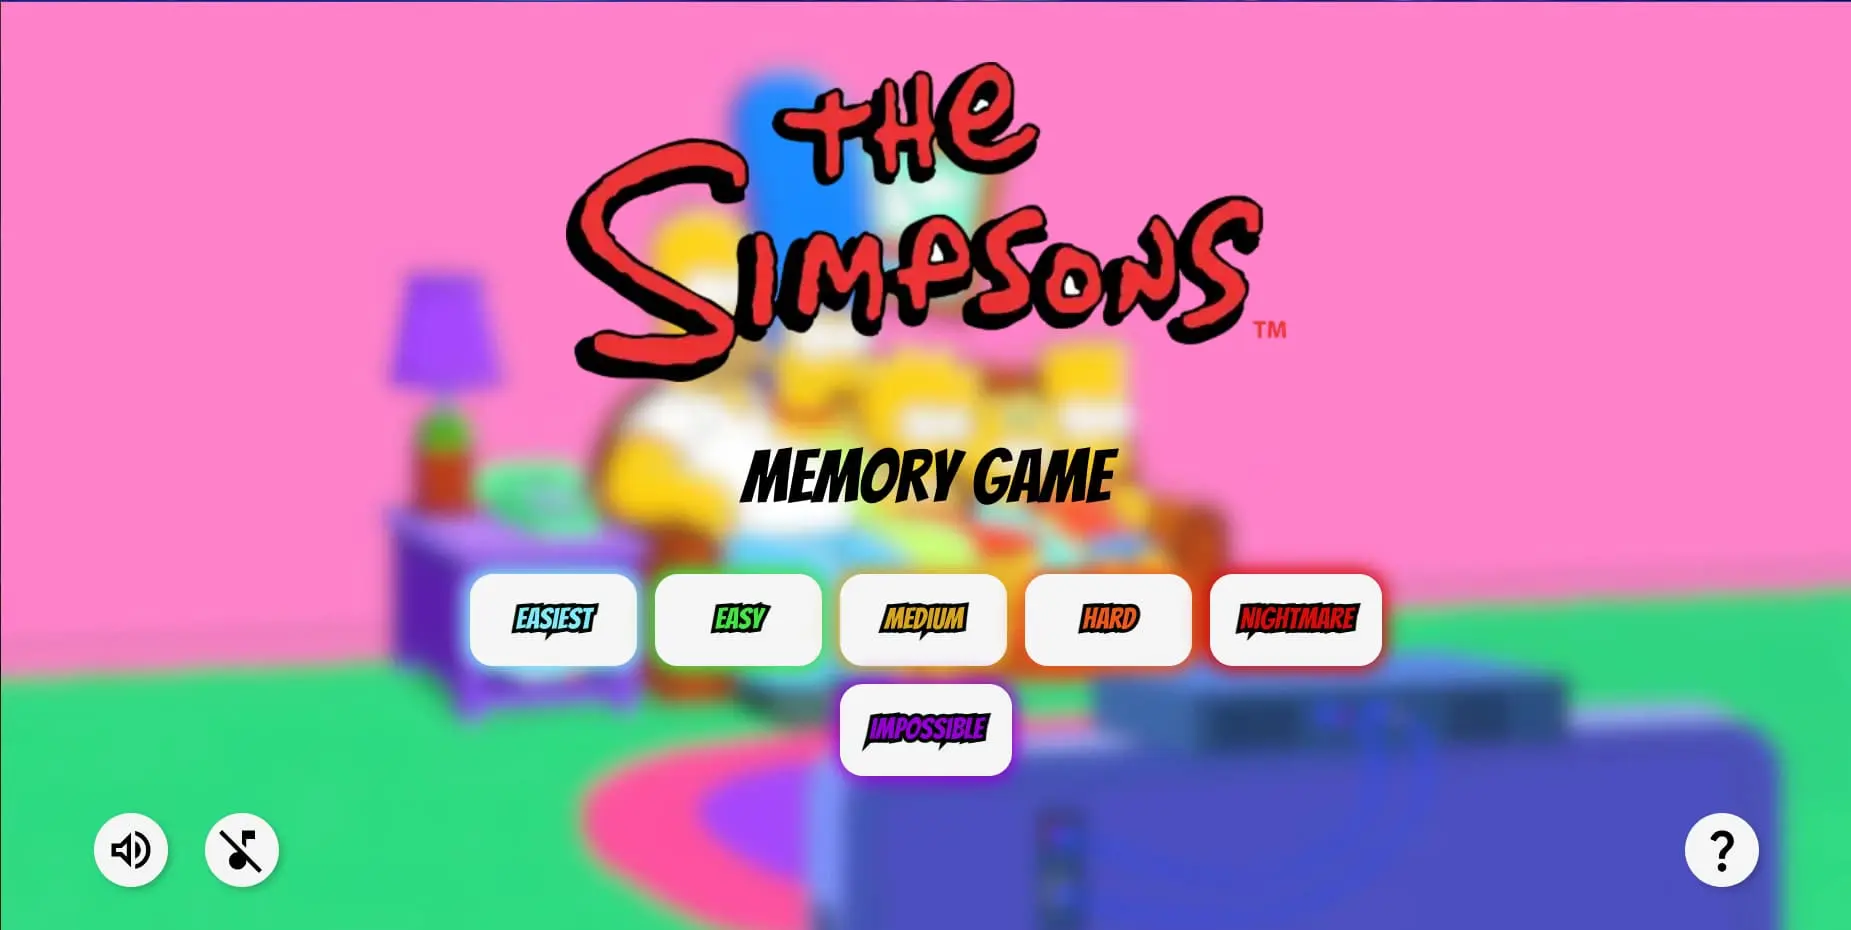 THE
SIMPSONS™
MEMORY GAME
EASIEST
EASY
MEDIUM
HARD
NIGHTMARE
IMPOSSIBLE
?